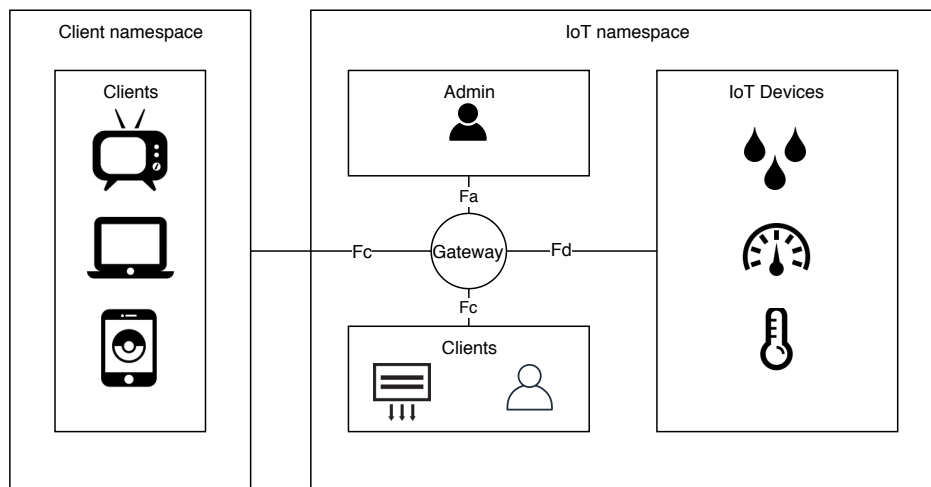 Client namespace
IoT namespace
Clients
Admin
IoT Devices
Fa
Fc
Gateway
Fd
Fc
Clients